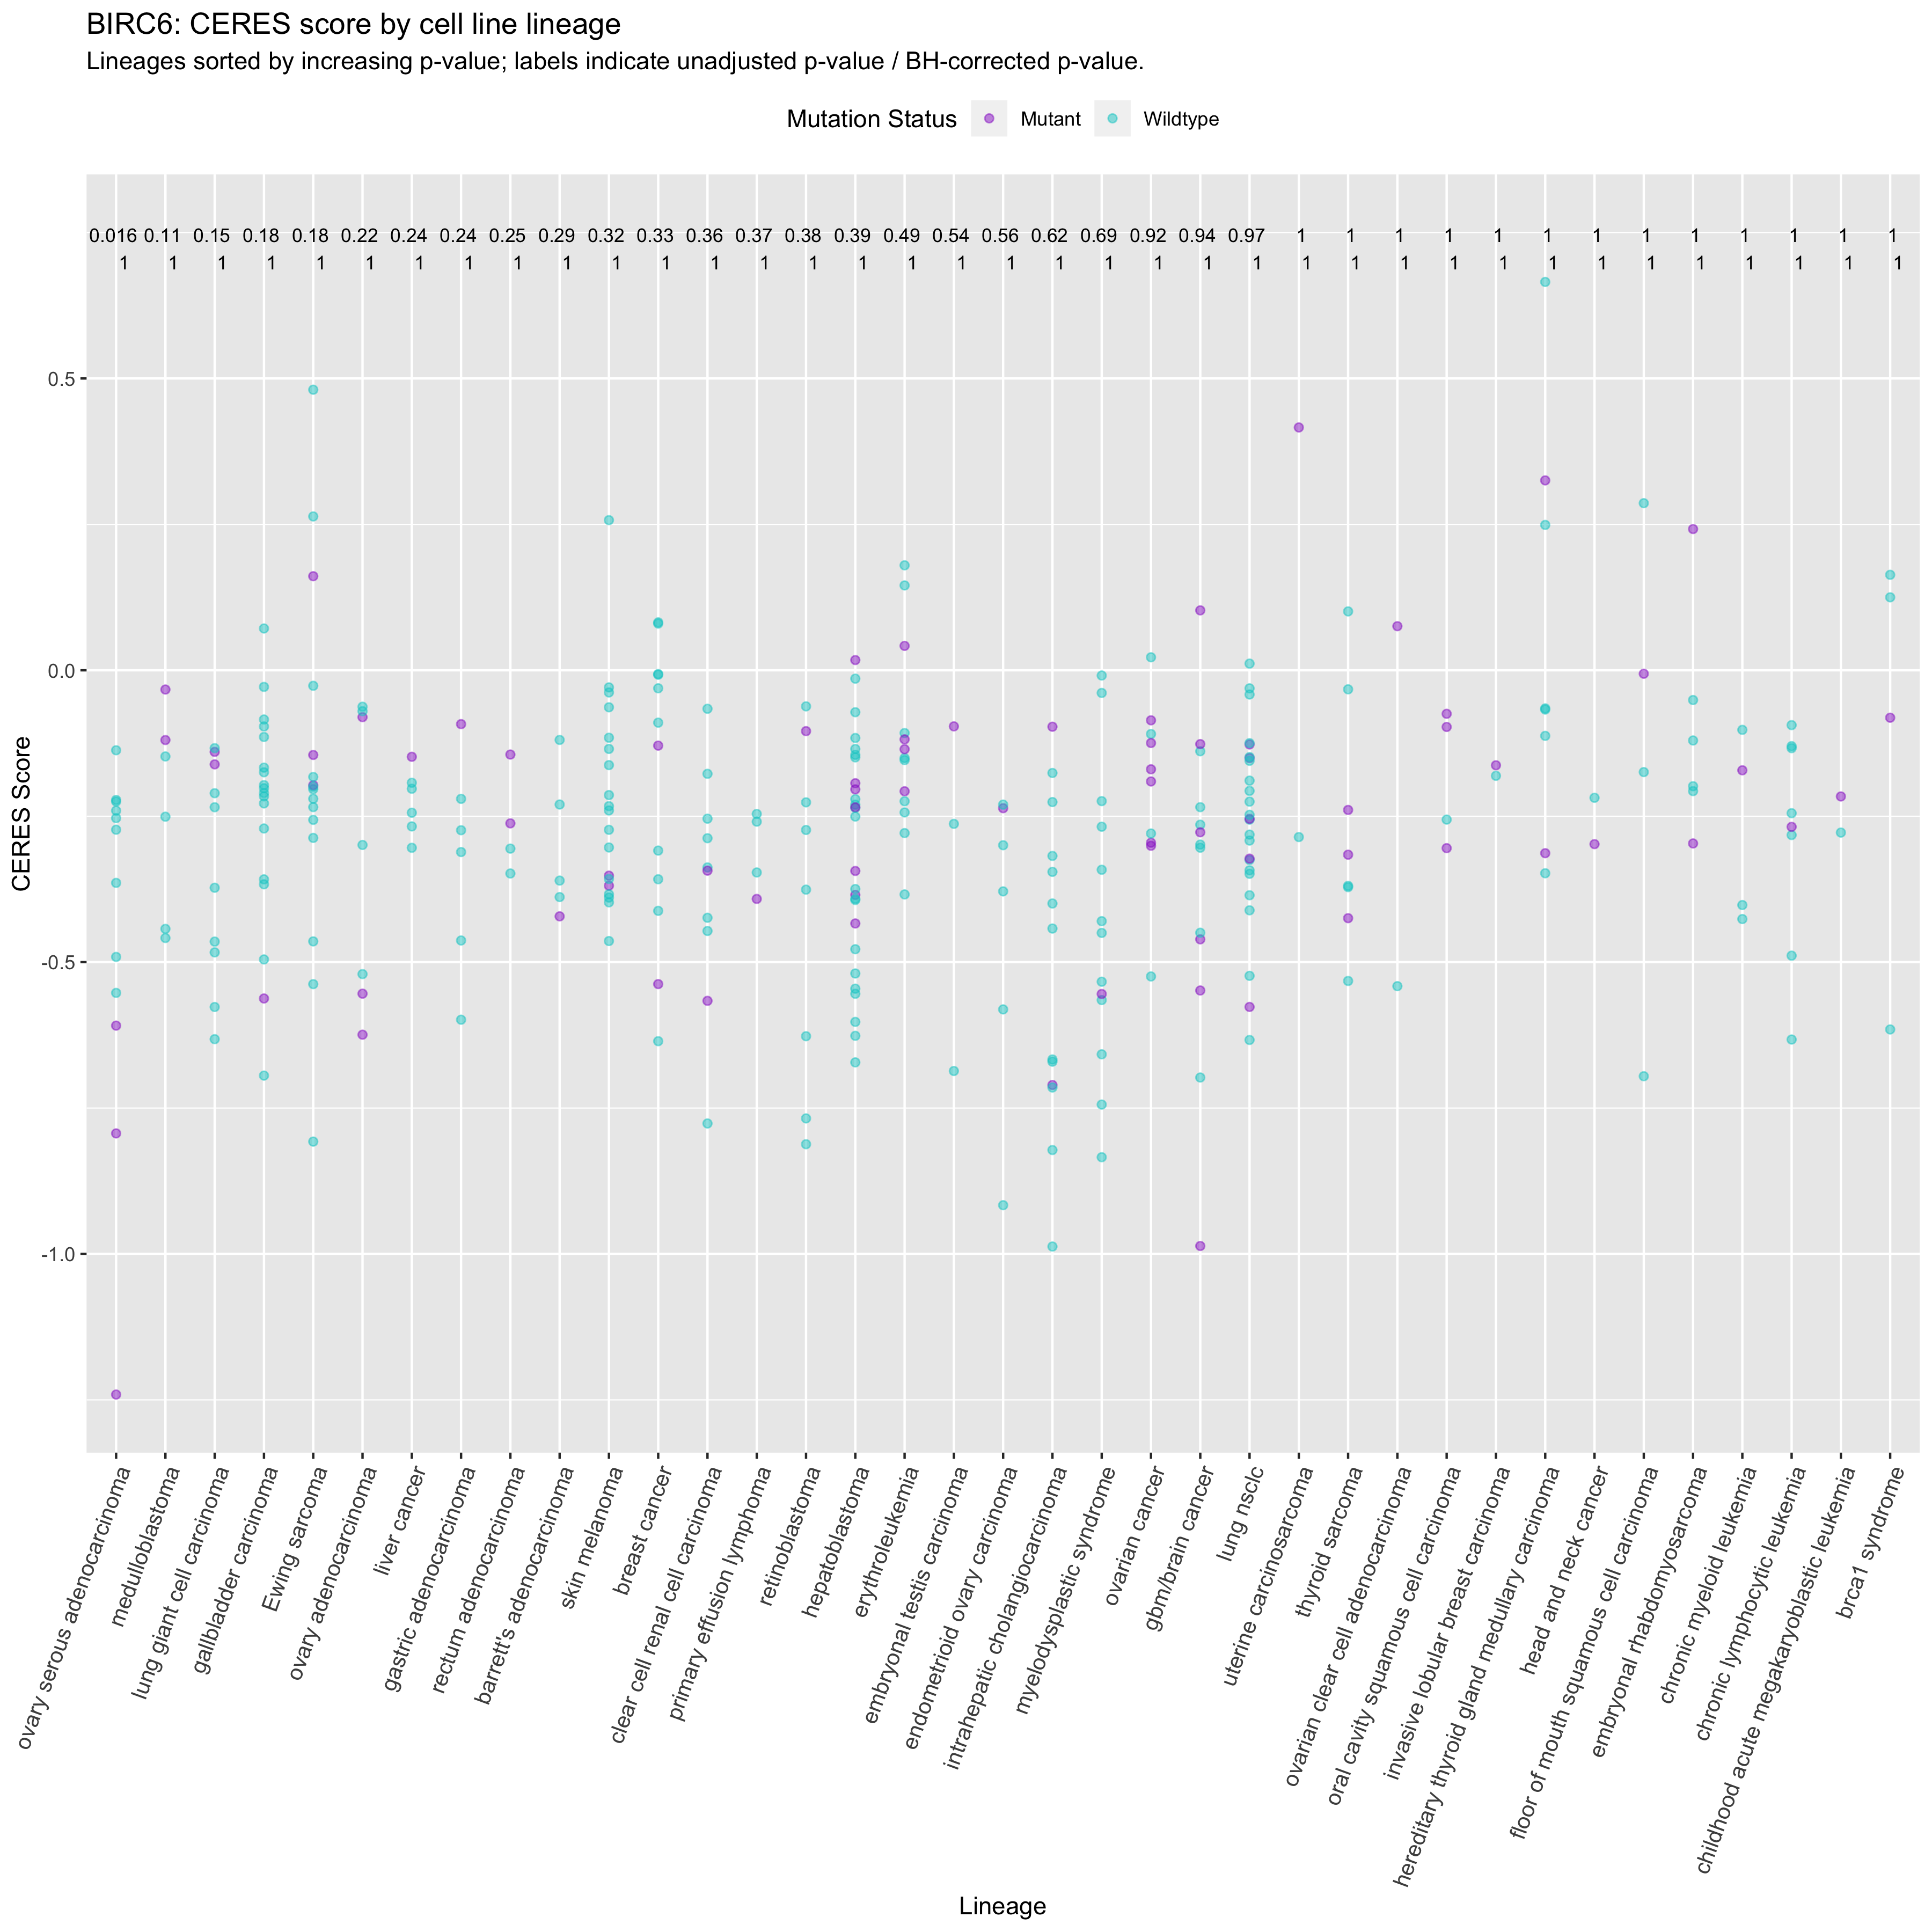 BIRC6: CERES score by cell line lineage
Lineages sorted by increasing p-value; labels indicate unadjusted p-value / BH-corrected p-value.
Mutation Status Mutant Wildtype
0.016 0.11 0.15 0.18 0.18 0.22 0.24 0.24 0.25 0.29 0.32 0.33 0.36 0.37 0.38 0.39 0.49 0.54 0.56 0.62 0.69 0.92 0.94 0.97 1 1 1 1 1 1 1 1 1 1 1 1 1
1 1 1 1 1 1 1 1 1 1 1 1 1 1 1 1 1 1 1 1 1 1 1 1 1 1 1 1 1 1 1 1 1 1 1 1 1
0.5
0.0
-0.5
-1.0
CERES Score
ovary serous adenocarcinoma
medulloblastoma
lung giant cell carcinoma
gallbladder carcinoma
Ewing sarcoma
ovary adenocarcinoma
liver cancer
gastric adenocarcinoma
rectum adenocarcinoma
barrett's adenocarcinoma
skin melanoma
breast cancer
clear cell renal carcinoma
primary effusion lymphoma
retinoblastoma
hepatoblastoma
erythroleukemia
embryonal testis carcinoma
endometrioid ovary carcinoma
intrahepatic cholangiocarcinoma
myelodysplastic syndrome
ovarian cancer
gbm/brain cancer
lung nsclc
uterine carcinosarcoma
thyroid sarcoma
ovarian clear cell adenocarcinoma
oral cavity squamous cell carcinoma
invasive lobular breast carcinoma
hereditary thyroid gland medullary carcinoma
head and neck cancer
floor of mouth squamous cell carcinoma
embryonal rhabdomyosarcoma
chronic myeloid leukemia
chronic lymphocytic leukemia
childhood acute megakaryoblastic leukemia
brca1 syndrome
Lineage